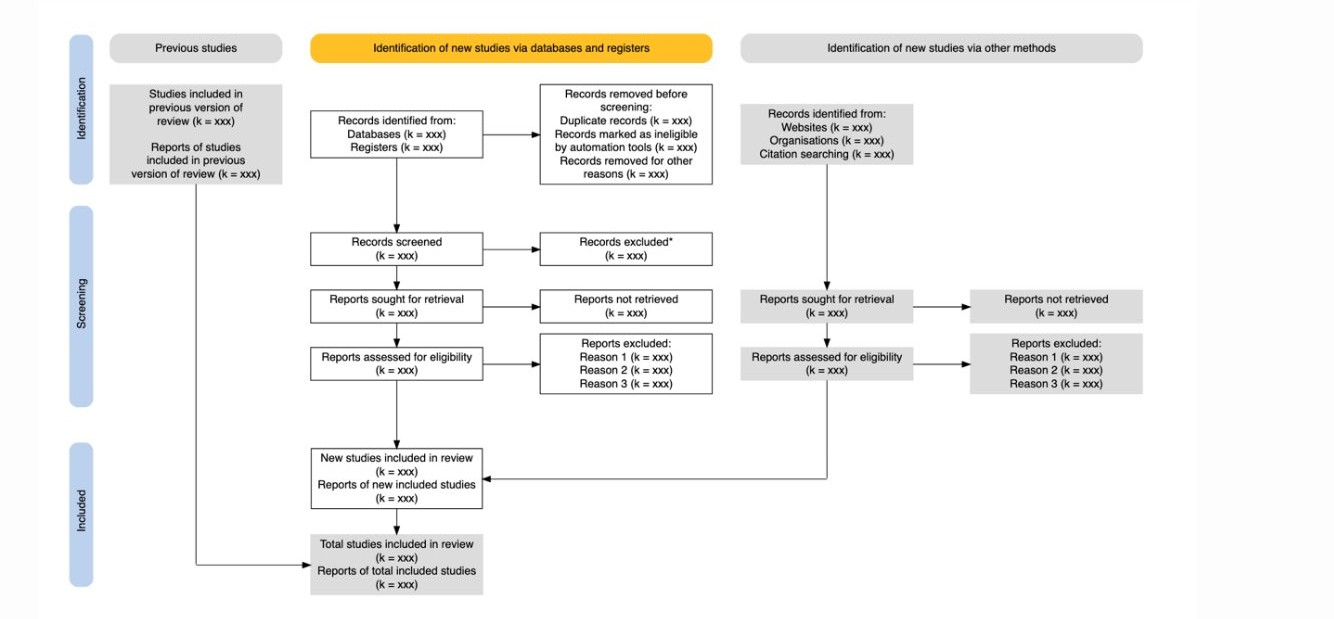 Previous studies
Identification of new studies via databases and registers
Identification of new studies via other methods
Identification
Studies included in
previous version of
review (k = xxx)
Reports of studies
included in previous
version of review (k = xxx)
Records identified from:
Databases (k = xxx)
Registers (k = xxx)
Records removed before
screening:
Duplicate records (k = xxx)
Records marked as ineligible
by automation tools (k = xxx)
Records removed for other
reasons (k = xxx)
Records identified from:
Websites (k = xxx)
Organisations (k = xxx)
Citation searching (k = xxx)
Screening
Records screened
(k = xxx)
Records excluded*
(k = xxx)
Reports sought for retrieval
(k = xxx)
Reports not retrieved
(k = xxx)
Reports sought for retrieval
(k = xxx)
Reports not retrieved
(k = xxx)
Reports assessed for eligibility
(k = xxx)
Reports excluded:
Reason 1 (k = xxx)
Reason 2 (k = xxx)
Reason 3 (k = xxx)
Reports assessed for eligibility
(k = xxx)
Reports excluded:
Reason 1 (k = xxx)
Reason 2 (k = xxx)
Reason 3 (k = xxx)
Included
New studies included in review
(k = xxx)
Reports of new included studies
(k = xxx)
Total studies included in review
(k = xxx)
Reports of total included studies
(k = xxx)